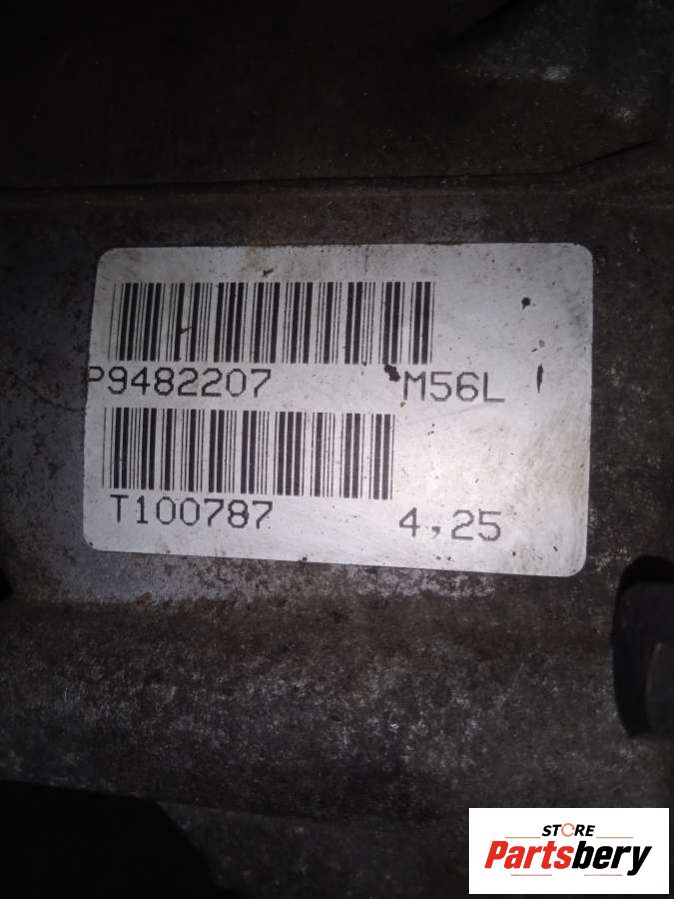 P9482207 M56L
T100787 4,25
STORE
Partsbery